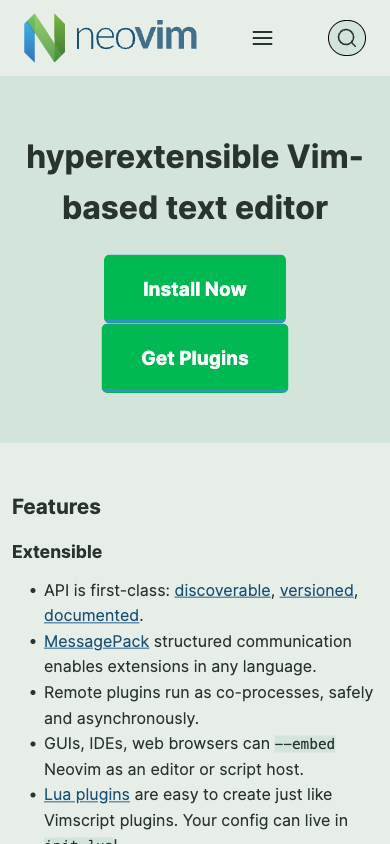 neovim
hyperextensible Vim-
based text editor
Install Now
Get Plugins
Features
Extensible
• API is first-class: discoverable, versioned,
documented.
• MessagePack structured communication
enables extensions in any language.
• Remote plugins run as co-processes, safely
and asynchronously.
• GUIs, IDEs, web browsers can --embed
Neovim as an editor or script host.
• Lua plugins are easy to create just like
Vimscript plugins. Your config can live in